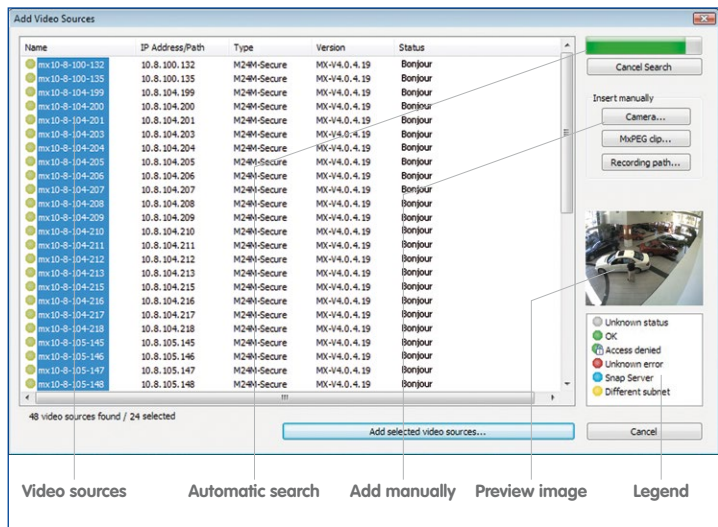 Add Video Sources
Name IP Address/Path Type Version Status
mx10-8-100-132 10.8.100.132 M24M-Secure MX-V4.0.4.19 Bonjour
mx10-8-100-135 10.8.100.135 M24M-Secure MX-V4.0.4.19 Bonjour
mx10-8-104-199 10.8.104.199 M24M-Secure MX-V4.0.4.19 Bonjour
mx10-8-104-200 10.8.104.200 M24M-Secure MX-V4.0.4.19 Bonjour
mx10-8-104-201 10.8.104.201 M24M-Secure MX-V4.0.4.19 Bonjour
mx10-8-104-203 10.8.104.203 M24M-Secure MX-V4.0.4.19 Bonjour
mx10-8-104-204 10.8.104.204 M24M-Secure MX-V4.0.4.19 Bonjour
mx10-8-104-205 10.8.104.205 M24M-Secure MX-V4.0.4.19 Bonjour
mx10-8-104-206 10.8.104.206 M24M-Secure MX-V4.0.4.19 Bonjour
mx10-8-104-207 10.8.104.207 M24M-Secure MX-V4.0.4.19 Bonjour
mx10-8-104-208 10.8.104.208 M24M-Secure MX-V4.0.4.19 Bonjour
mx10-8-104-209 10.8.104.209 M24M-Secure MX-V4.0.4.19 Bonjour
mx10-8-104-210 10.8.104.210 M24M-Secure MX-V4.0.4.19 Bonjour
mx10-8-104-211 10.8.104.211 M24M-Secure MX-V4.0.4.19 Bonjour
mx10-8-104-212 10.8.104.212 M24M-Secure MX-V4.0.4.19 Bonjour
mx10-8-104-213 10.8.104.213 M24M-Secure MX-V4.0.4.19 Bonjour
mx10-8-104-215 10.8.104.215 M24M-Secure MX-V4.0.4.19 Bonjour
mx10-8-104-216 10.8.104.216 M24M-Secure MX-V4.0.4.19 Bonjour
mx10-8-104-217 10.8.104.217 M24M-Secure MX-V4.0.4.19 Bonjour
mx10-8-104-218 10.8.104.218 M24M-Secure MX-V4.0.4.19 Bonjour
mx10-8-105-145 10.8.105.145 M24M-Secure MX-V4.0.4.19 Bonjour
mx10-8-105-146 10.8.105.146 M24M-Secure MX-V4.0.4.19 Bonjour
mx10-8-105-147 10.8.105.147 M24M-Secure MX-V4.0.4.19 Bonjour
mx10-8-105-148 10.8.105.148 M24M-Secure MX-V4.0.4.19 Bonjour
48 video sources found / 24 selected
Add selected video sources...
Cancel Search
Insert manually
Camera...
MxPEG clip...
Recording path...
Unknown status
OK
Access denied
Unknown error
Snap Server
Different subnet
Cancel
Video sources Automatic search Add manually Preview image Legend